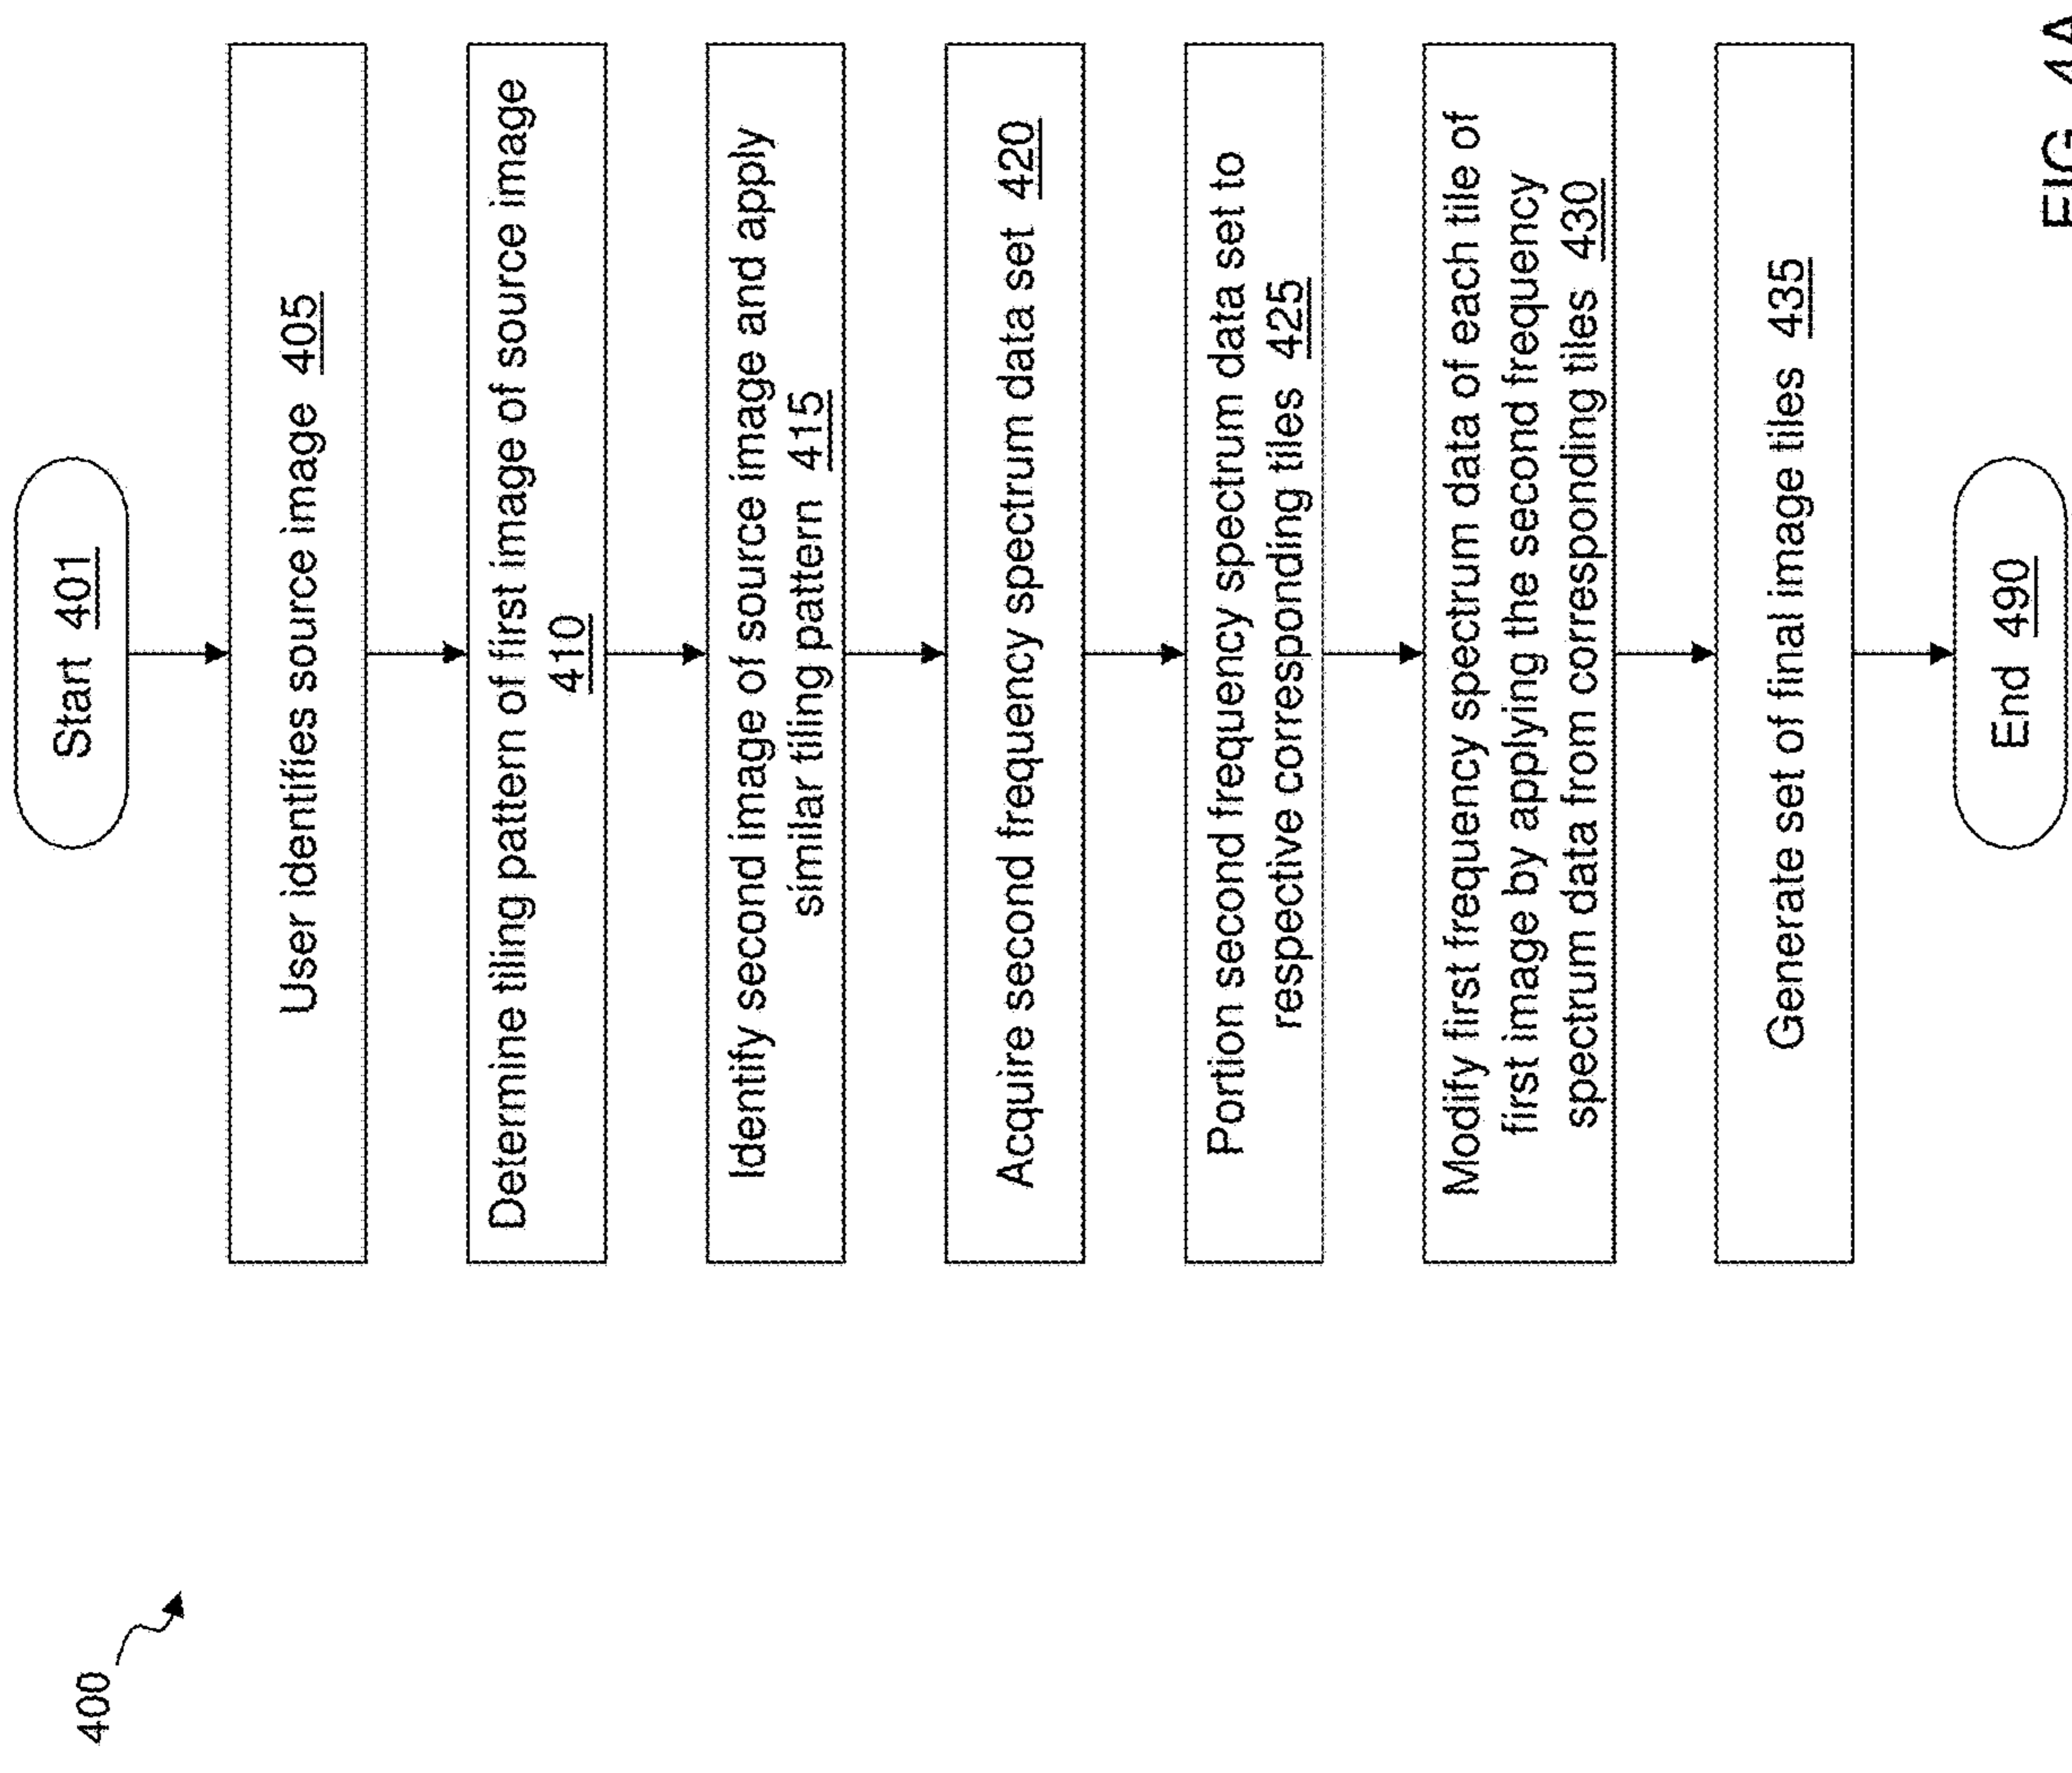 400
Start 401
User identifies source image 405
Determine tiling pattern of first image of source image
410
Identify second image of source image and apply
similar tiling pattern 415
Acquire second frequency spectrum data set 420
Portion second frequency spectrum data set to
respective corresponding tiles 425
Modify first frequency spectrum data of each tile of
first image by applying the second frequency
spectrum data from corresponding tiles 430
Generate set of final image tiles 435
End 490
FIG. 4A